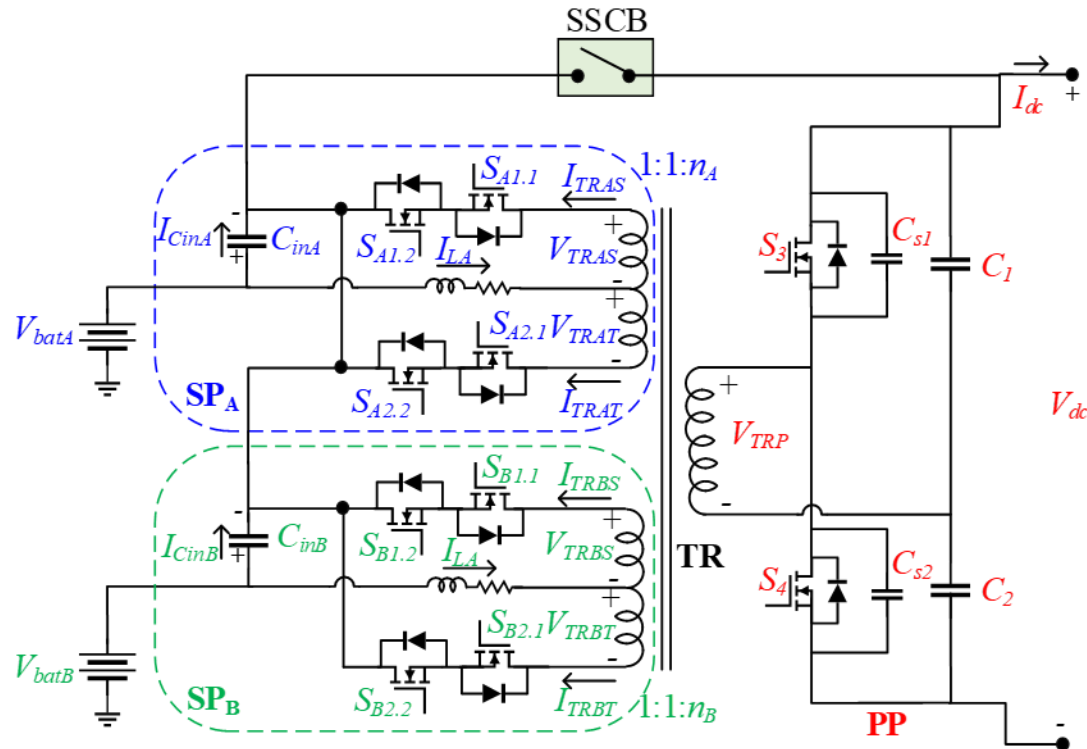 SSCB
I_dc
+
1:1:n_A
S_A1.1
I_TRAS
I_CinA
-
C_inA
+
S_A1.2
I_LA
+
V_TRAS
-
S_3
C_s1
C_1
V_batA
S_A2.1
+
V_TRAT
-
SP_A
S_A2.2
I_TRAT
+
V_TRP
-
V_dc
S_B1.1
I_TRBS
I_CinB
-
C_inB
+
S_B1.2
I_LA
+
V_TRBS
-
TR
S_4
C_s2
C_2
V_batB
S_B2.1
+
V_TRBT
-
SP_B
S_B2.2
I_TRBT
1:1:n_B
PP
-